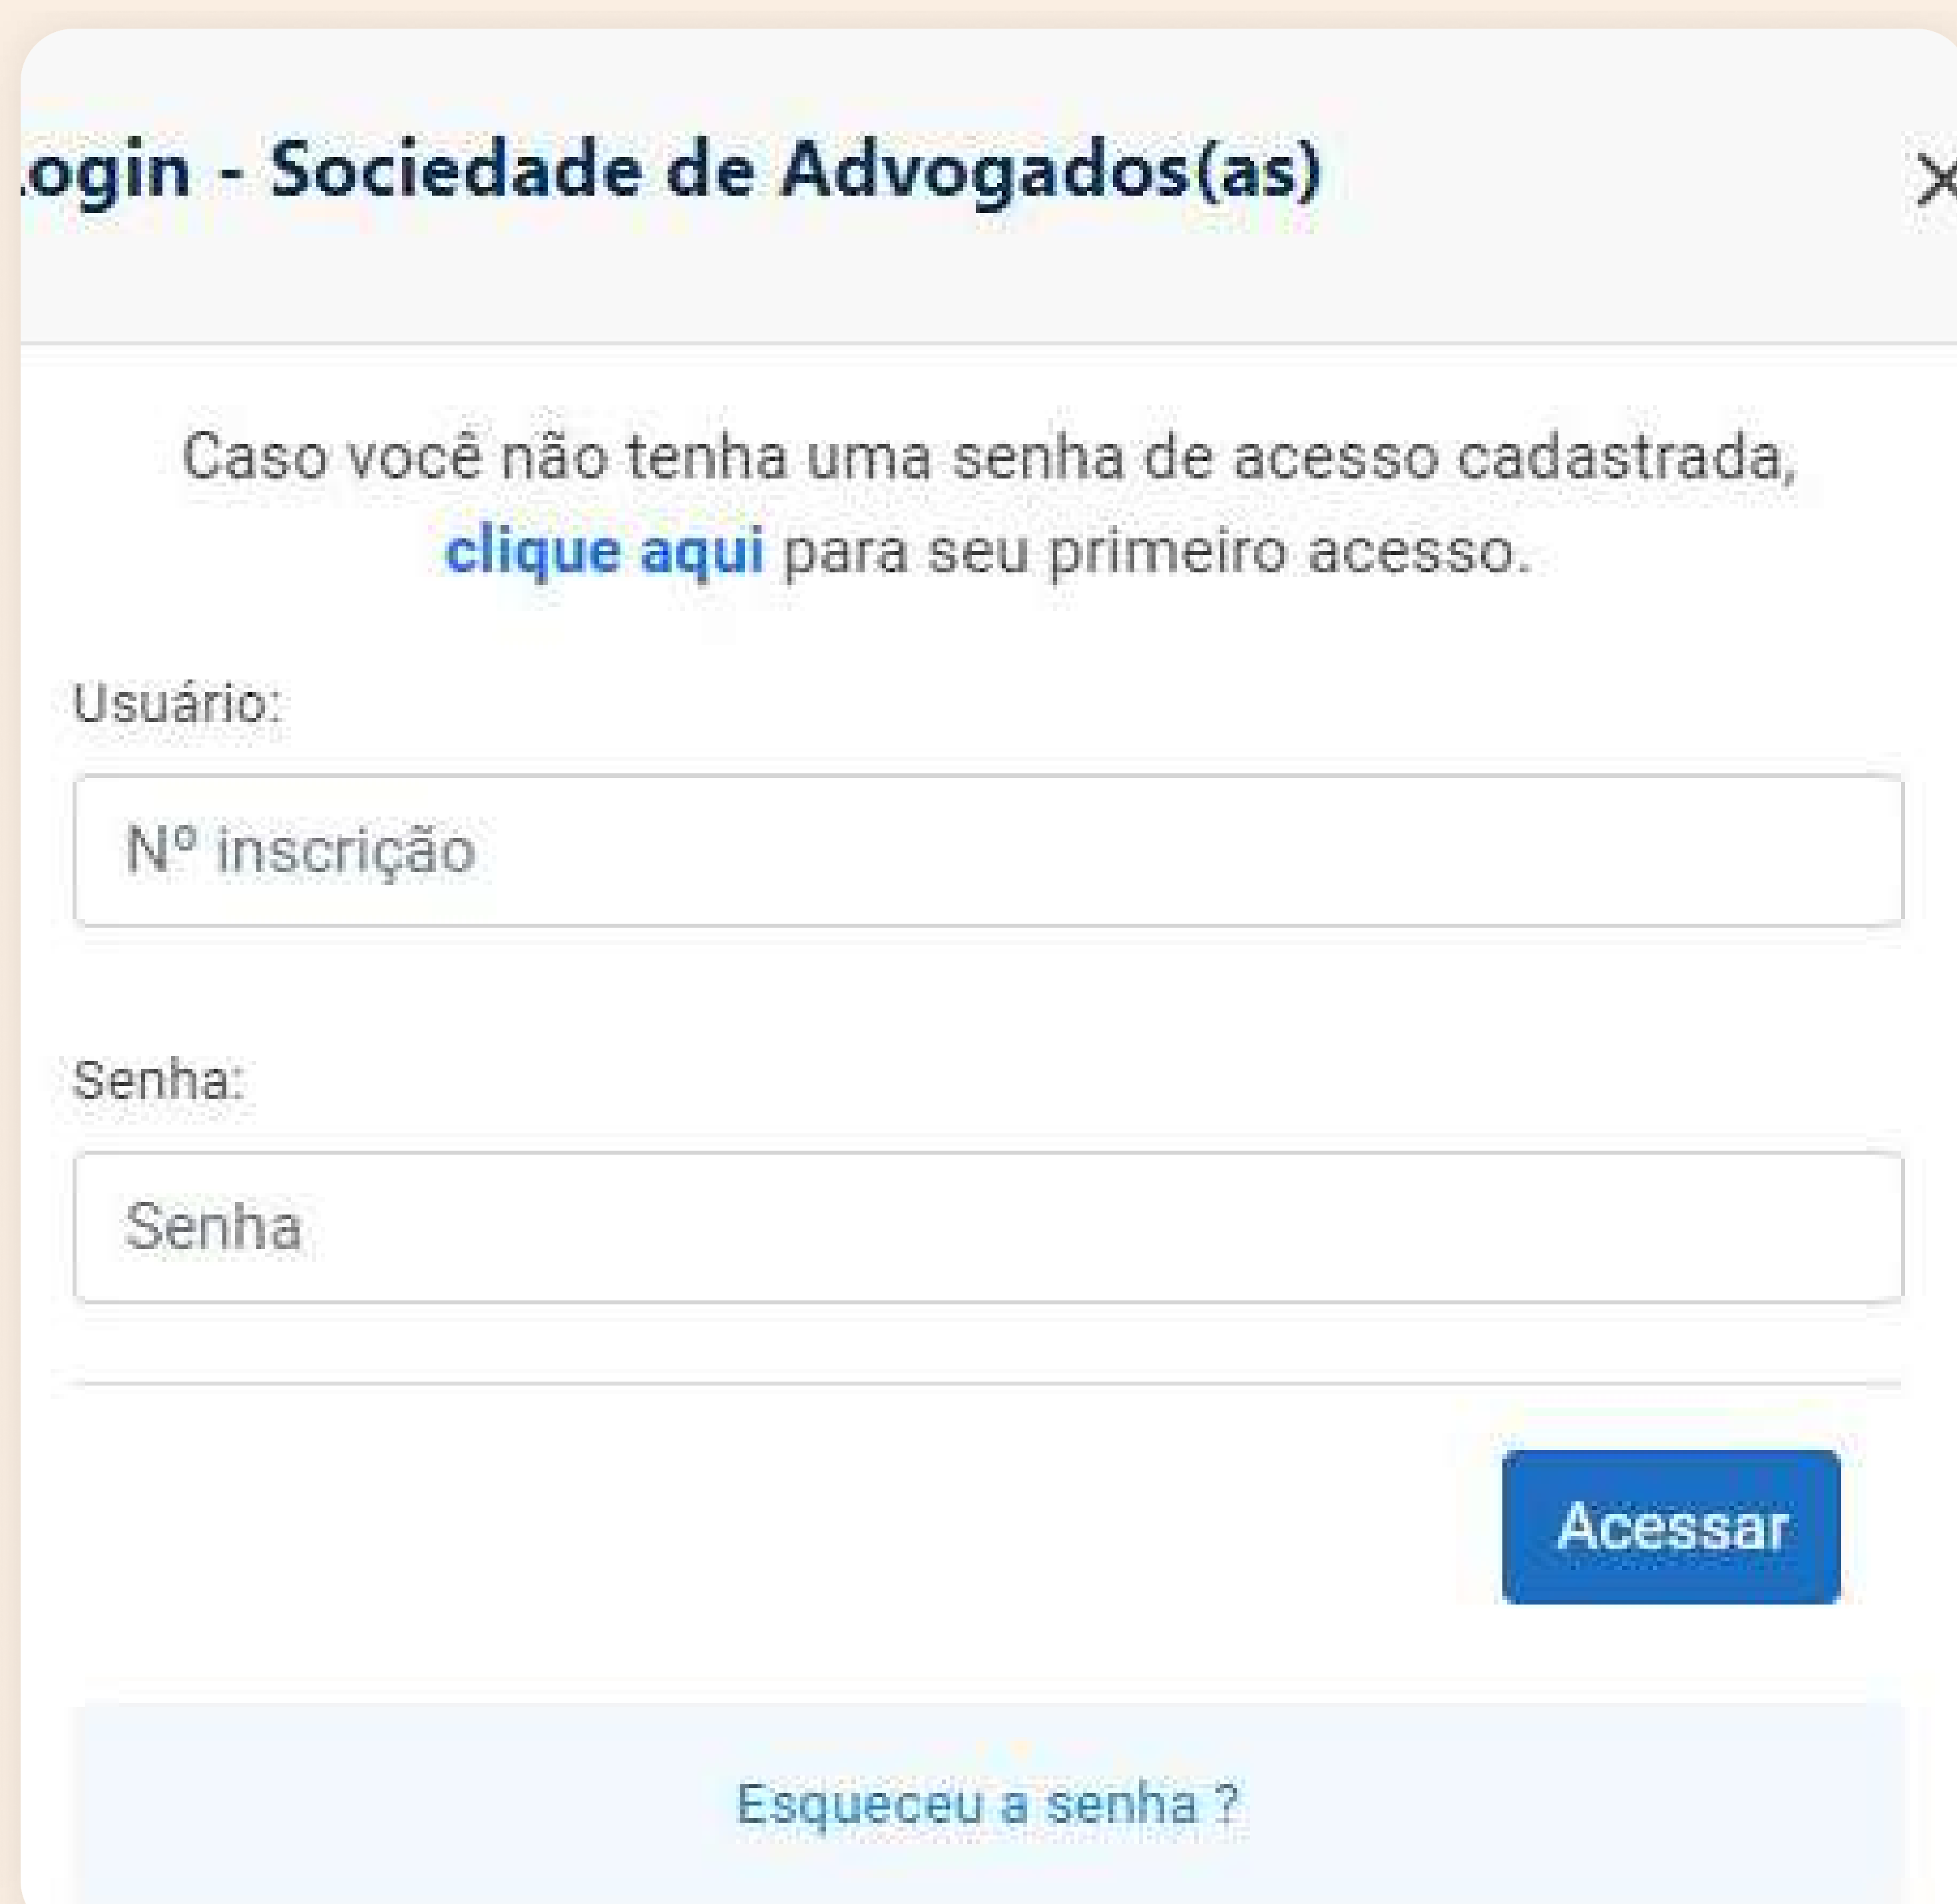 ogin - Sociedade de Advogados(as)
Caso você não tenha uma senha de acesso cadastrada,
clique aqui para seu primeiro acesso.
Usuário:
Nº inscrição
Senha:
Senha
Acessar
Esqueceu a senha ?